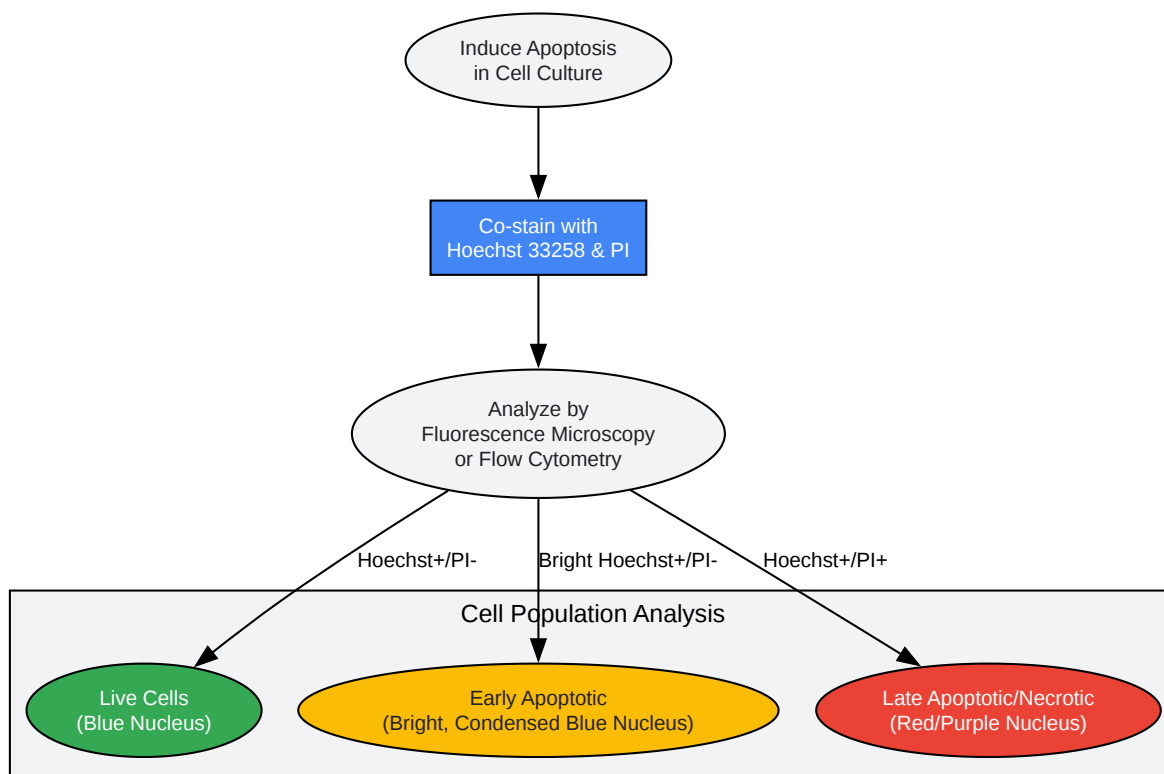 Induce Apoptosis
in Cell Culture
Co-stain with
Hoechst 33258 & PI
Analyze by
Fluorescence Microscopy
or Flow Cytometry
Hoechst+/PI-
Bright Hoechst+/PI-
Hoechst+/PI+
Cell Population Analysis
Live Cells
(Blue Nucleus)
Early Apoptotic
(Bright, Condensed Blue Nucleus)
Late Apoptotic/Necrotic
(Red/Purple Nucleus)